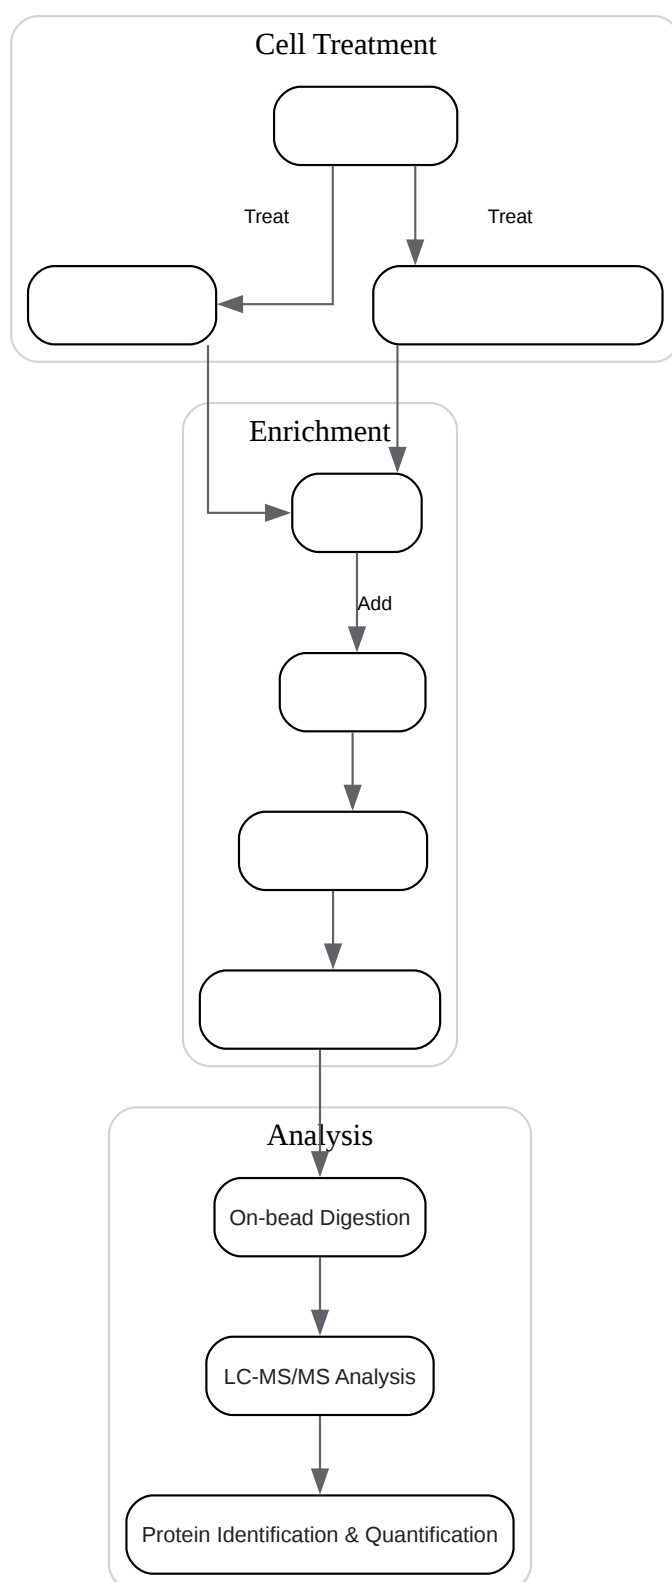 Cell Treatment
Treat
Treat
Enrichment
Add
Analysis
On-bead Digestion
LC-MS/MS Analysis
Protein Identification & Quantification